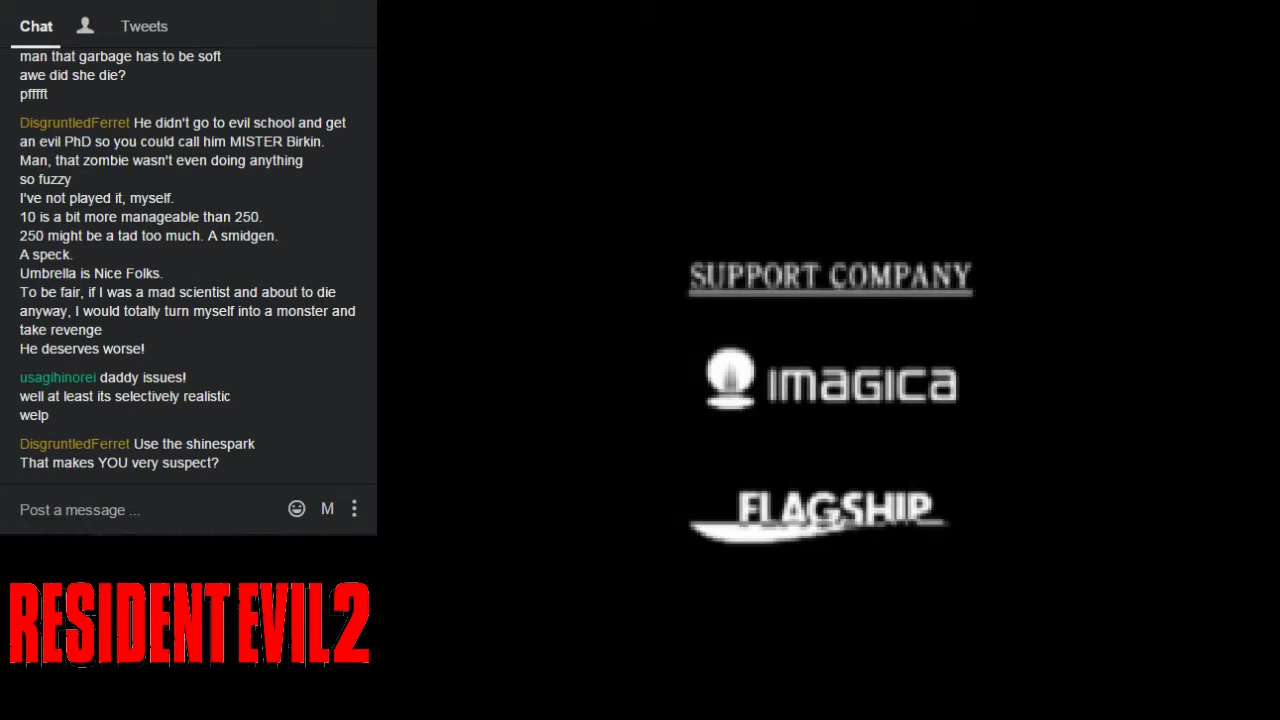 Chat
Tweets
man that garbage has to be soft
awe did she die?
pfffft
DisgruntledFerret He didn't go to evil school and get
an evil PhD so you could call him MISTER Birkin.
Man, that zombie wasn't even doing anything
so fuzzy
I've not played it, myself.
10 is a bit more manageable than 250.
250 might be a tad too much. A smidgen.
A speck.
Umbrella is Nice Folks.
To be fair, if I was a mad scientist and about to die
anyway, I would totally turn myself into a monster and
take revenge
He deserves worse!
usagihinorei daddy issues!
well at least its selectively realistic
welp
DisgruntledFerret Use the shinespark
That makes YOU very suspect?
Post a message ...
M
RESIDENT EVIL 2
SUPPORT COMPANY
IMAGICA
FLAGSHIP